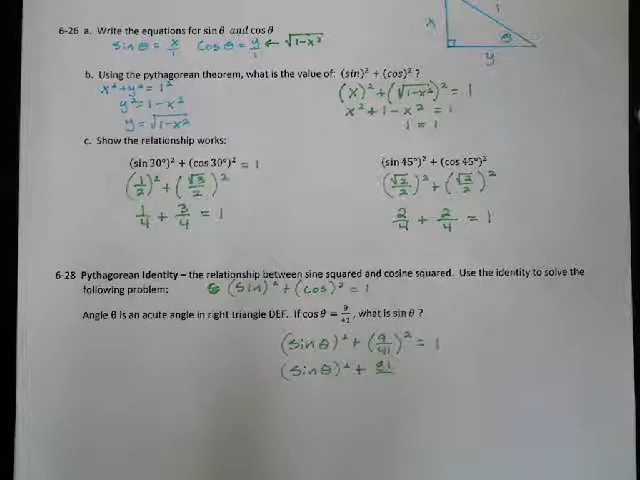 x
1
θ
y
6-26 a. Write the equations for sin θ and cos θ
sin θ = x/1 cos θ = y/1 ← √1-x²
b. Using the pythagorean theorem, what is the value of: (sin)² + (cos)² ?
x² + y² = 1²
y² = 1 - x²
y = √1-x²
(x)² + (√1-x²)² = 1
x² + 1 - x² = 1
1 = 1
c. Show the relationship works:
(sin 30°)² + (cos 30°)² = 1
(1/2)² + (√3/2)²
1/4 + 3/4 = 1
(sin 45°)² + (cos 45°)²
(√2/2)² + (√2/2)²
2/4 + 2/4 = 1
6-28 Pythagorean Identity – the relationship between sine squared and cosine squared. Use the identity to solve the
following problem: (sin)² + (cos)² = 1
Angle θ is an acute angle in right triangle DEF. If cos θ = 9/41, what is sin θ ?
(sin θ)² + (9/41)² = 1
(sin θ)² + 81